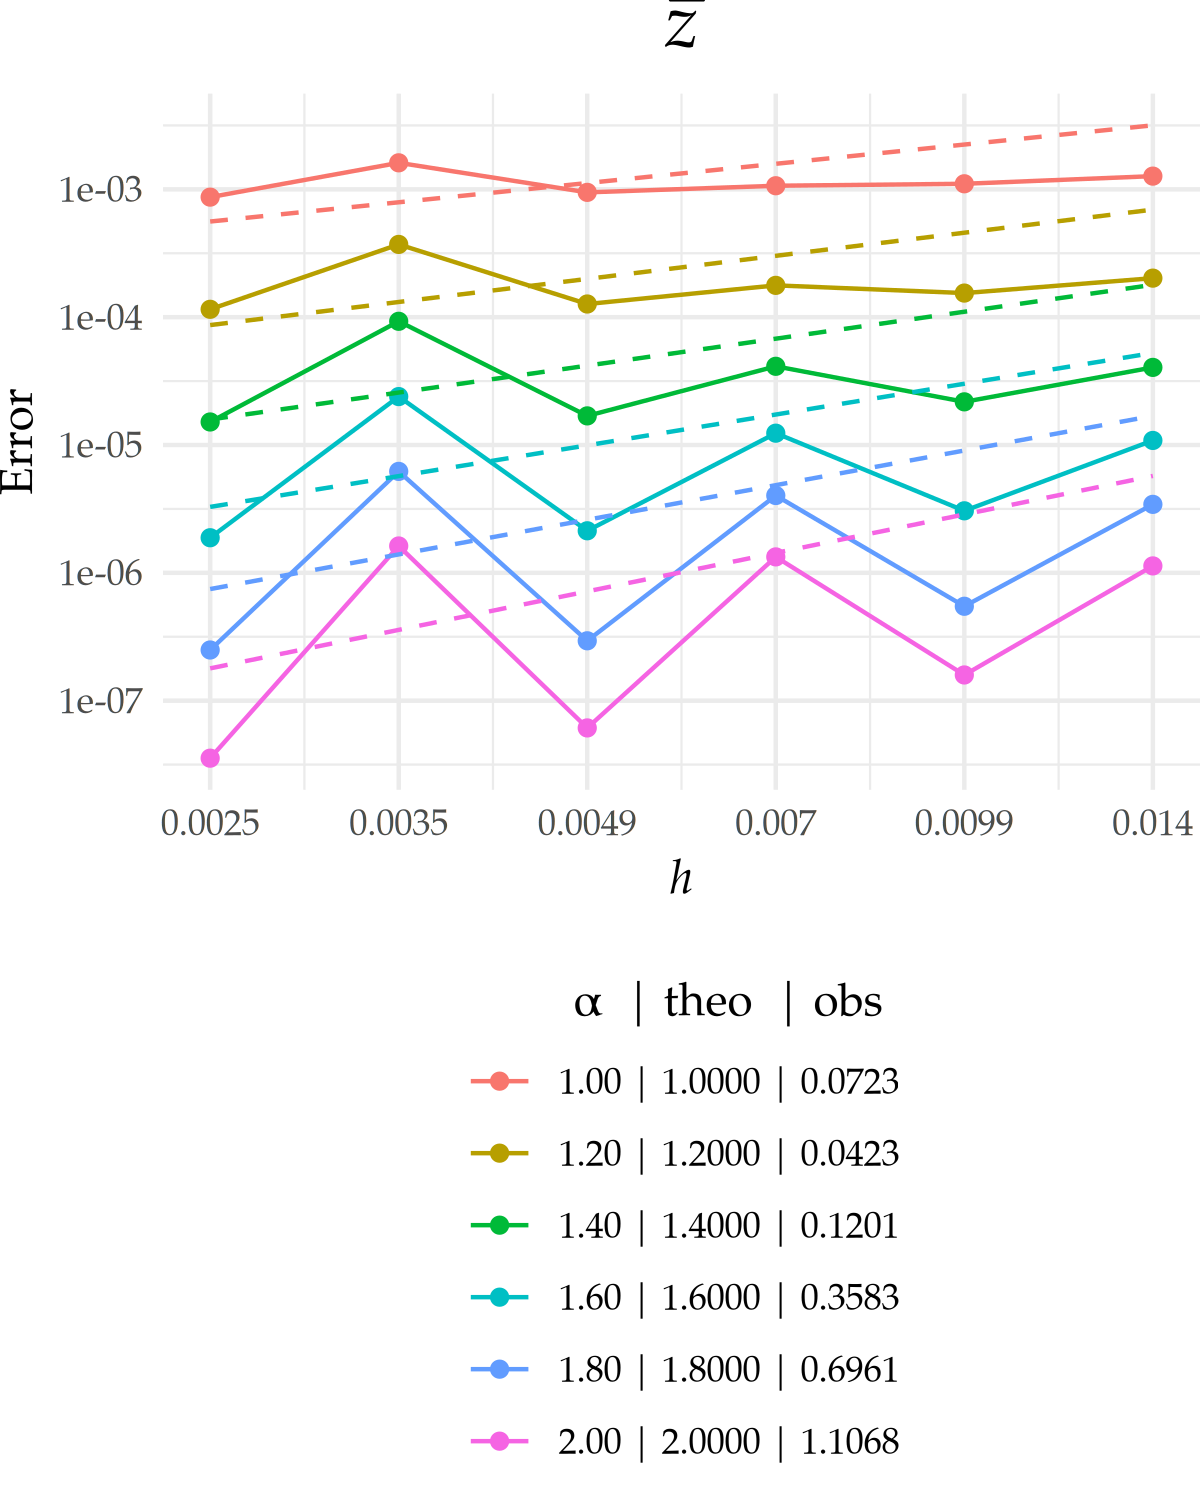 z̅
Error
1e-03
1e-04
1e-05
1e-06
1e-07
0.0025 0.0035 0.0049 0.007 0.0099 0.014
h
α | theo | obs
1.00 | 1.0000 | 0.0723
1.20 | 1.2000 | 0.0423
1.40 | 1.4000 | 0.1201
1.60 | 1.6000 | 0.3583
1.80 | 1.8000 | 0.6961
2.00 | 2.0000 | 1.1068